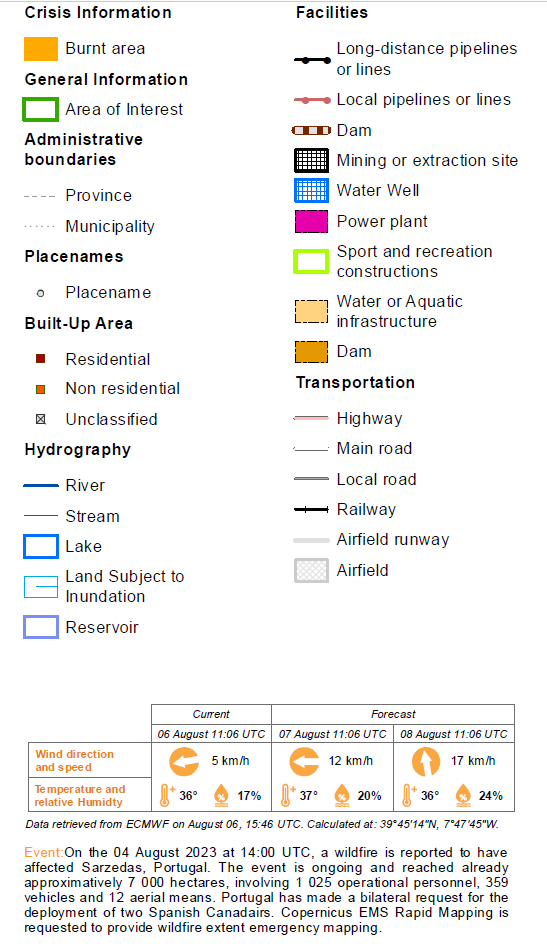 Crisis Information
Burnt area
General Information
Area of Interest
Administrative
boundaries
Province
Municipality
Placenames
Placename
Built-Up Area
Residential
Non residential
Unclassified
Hydrography
River
Stream
Lake
Land Subject to
Inundation
Reservoir
Facilities
Long-distance pipelines
or lines
Local pipelines or lines
Dam
Mining or extraction site
Water Well
Power plant
Sport and recreation
constructions
Water or Aquatic
infrastructure
Dam
Transportation
Highway
Main road
Local road
Railway
Airfield runway
Airfield
Current Forecast
06 August 11:06 UTC 07 August 11:06 UTC 08 August 11:06 UTC
Wind direction
and speed
5 km/h 12 km/h 17 km/h
Temperature and
relative Humidty
36° 17% 37° 20% 36° 24%
Data retrieved from ECMWF on August 06, 15:46 UTC. Calculated at: 39°45'14"N, 7°47'45"W.
Event:On the 04 August 2023 at 14:00 UTC, a wildfire is reported to have
affected Sarzedas, Portugal. The event is ongoing and reached already
approximatively 7 000 hectares, involving 1 025 operational personnel, 359
vehicles and 12 aerial means. Portugal has made a bilateral request for the
deployment of two Spanish Canadairs. Copernicus EMS Rapid Mapping is
requested to provide wildfire extent emergency mapping.